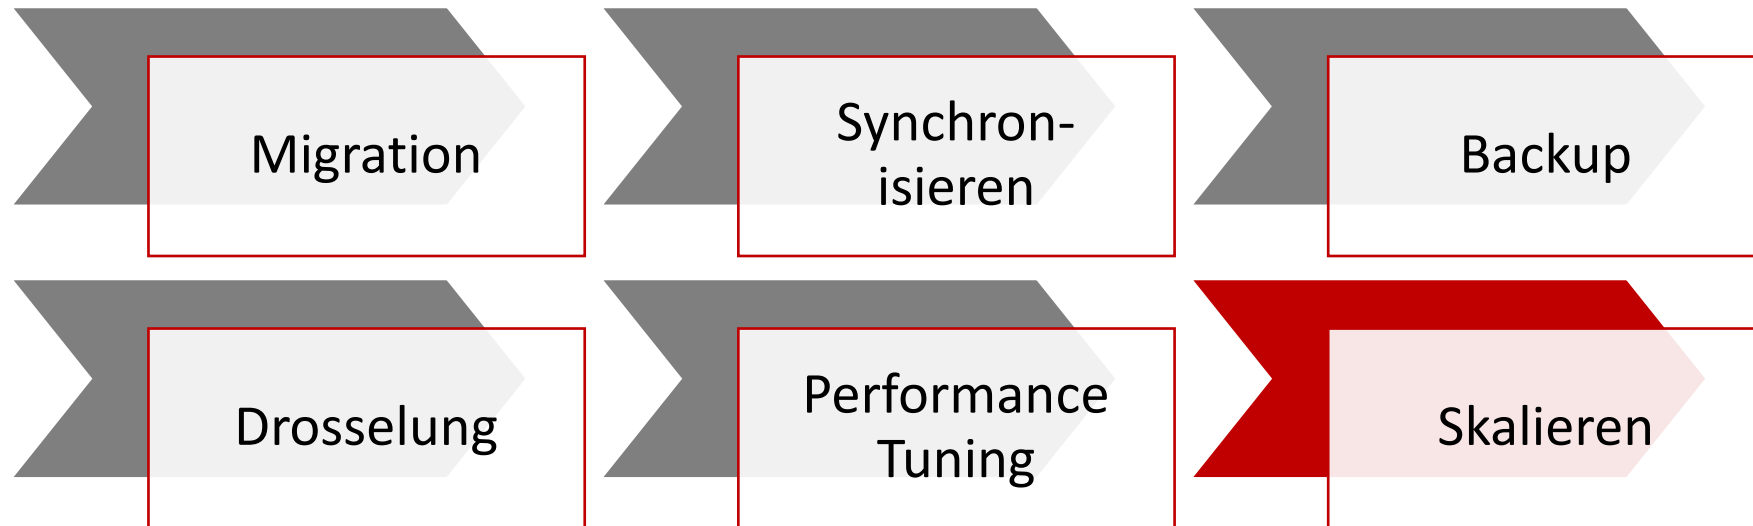 Migration
Synchron-
isieren
Backup
Drosselung
Performance
Tuning
Skalieren